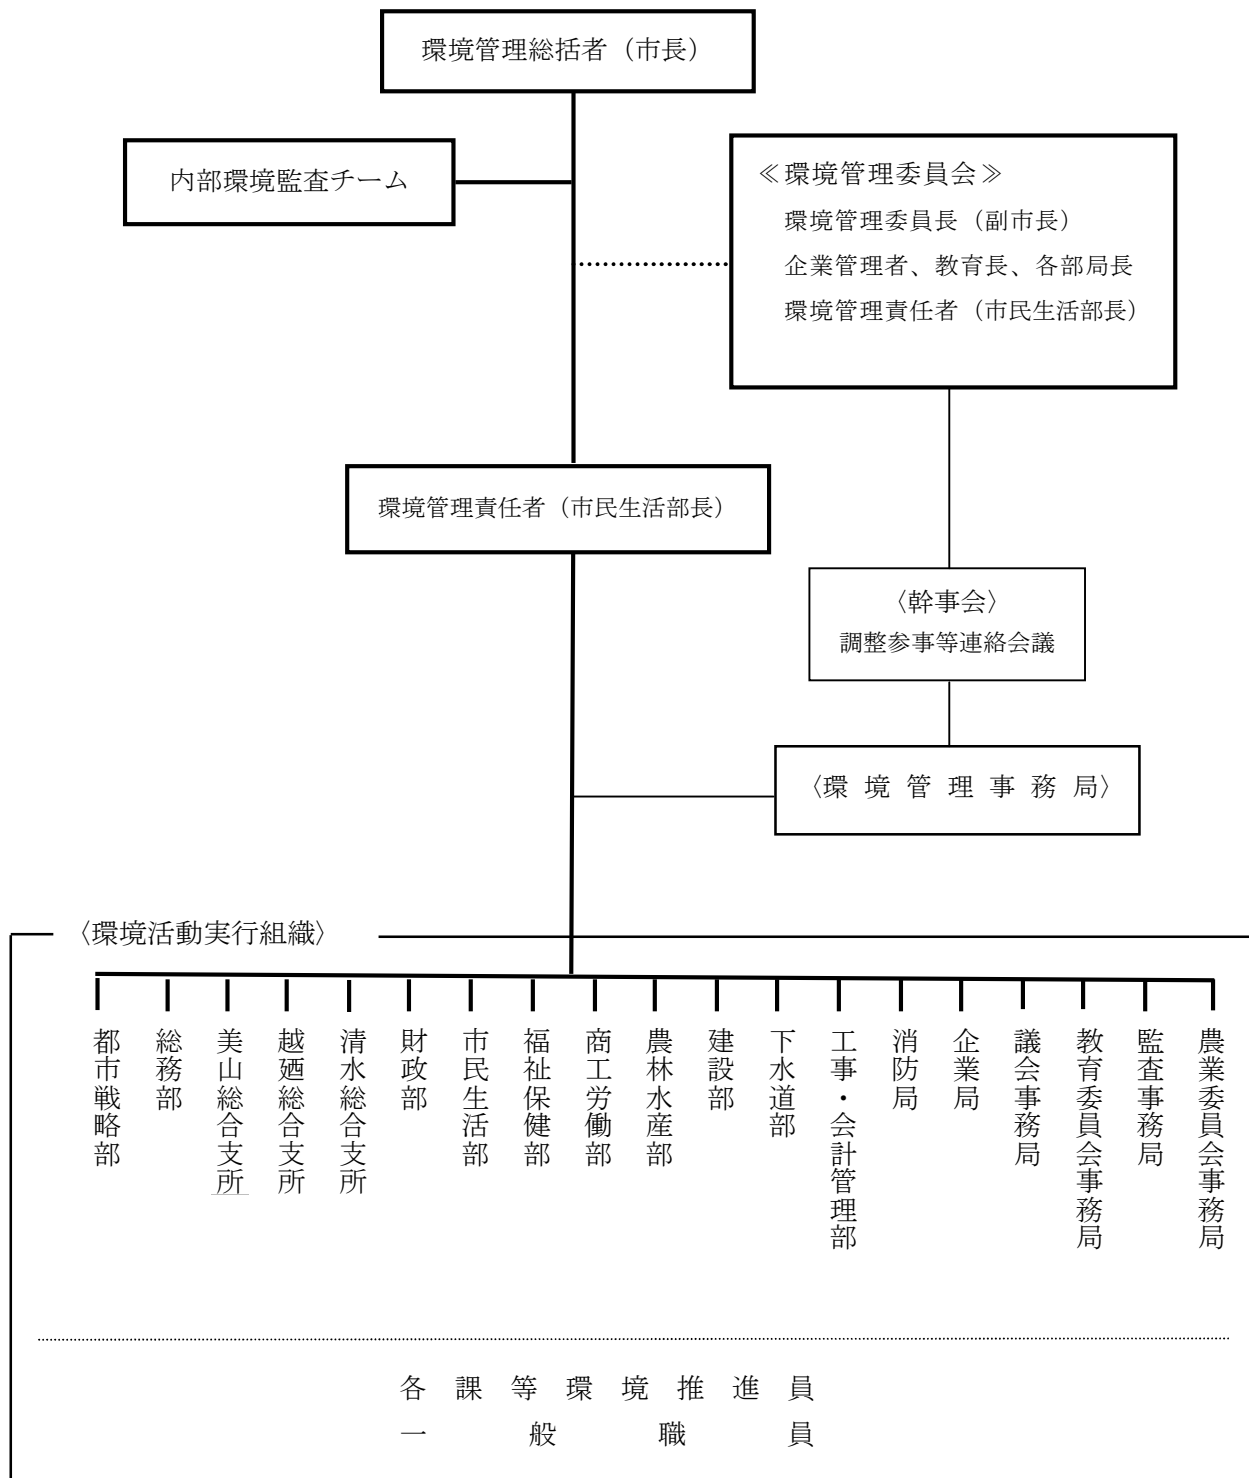 環境管理総括者（市長）
内部環境監査チーム
≪環境管理委員会≫
環境管理委員長（副市長）
企業管理者、教育長、各部局長
環境管理責任者（市民生活部長）
環境管理責任者（市民生活部長）
〈幹事会〉
調整参事等連絡会議
〈環境管理事務局〉
〈環境活動実行組織〉
都市戦略部
総務部
美山総合支所
越廼総合支所
清水総合支所
財政部
市民生活部
福祉保健部
商工労働部
農林水産部
建設部
下水道部
工事・会計管理部
消防局
企業局
議会事務局
教育委員会事務局
監査事務局
農業委員会事務局
各課等環境推進員
一般職員